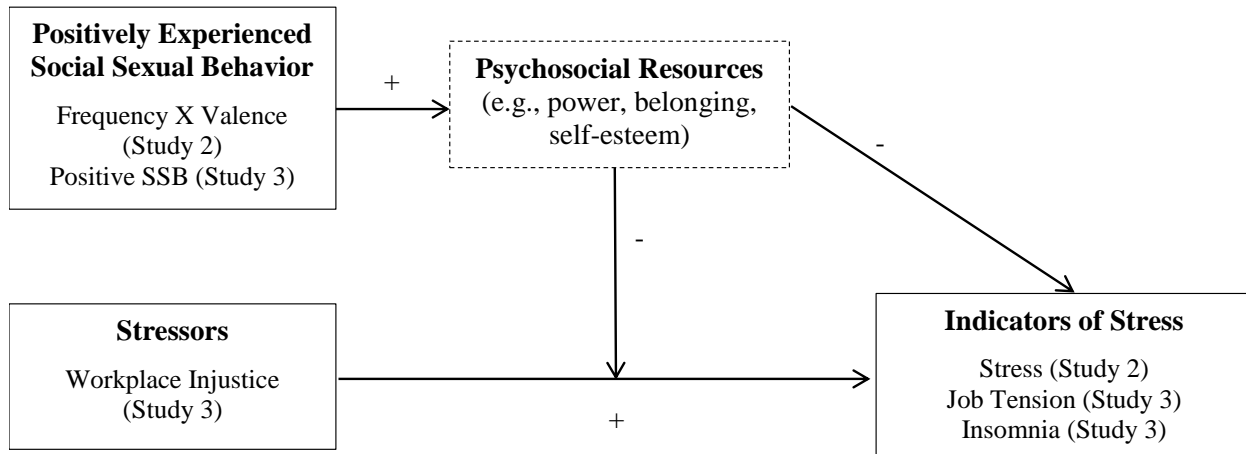 Positively Experienced
Social Sexual Behavior
Frequency X Valence
(Study 2)
Positive SSB (Study 3)
+
Psychosocial Resources
(e.g., power, belonging,
self-esteem)
-
-
Stressors
Workplace Injustice
(Study 3)
+
Indicators of Stress
Stress (Study 2)
Job Tension (Study 3)
Insomnia (Study 3)